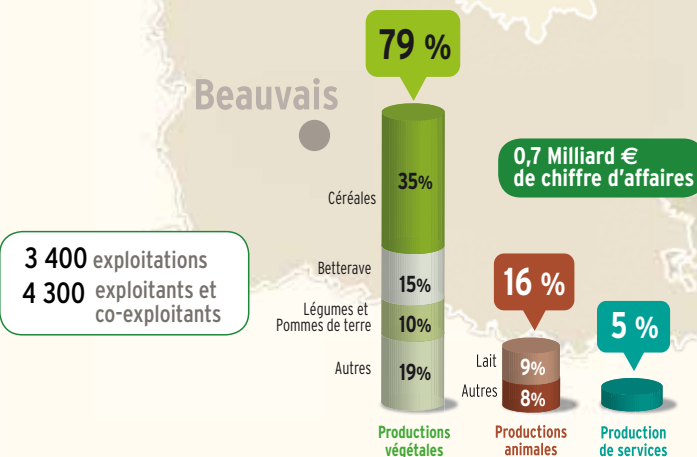 79 %
Beauvais
0,7 Milliard €
de chiffre d'affaires
35%
Céréales
3 400 exploitations
4 300 exploitants et
co-exploitants
Betterave
15%
Légumes et
Pommes de terre
10%
Autres
19%
16 %
Lait
9%
Autres
8%
5 %
Productions
végétales
Productions
animales
Production
de services